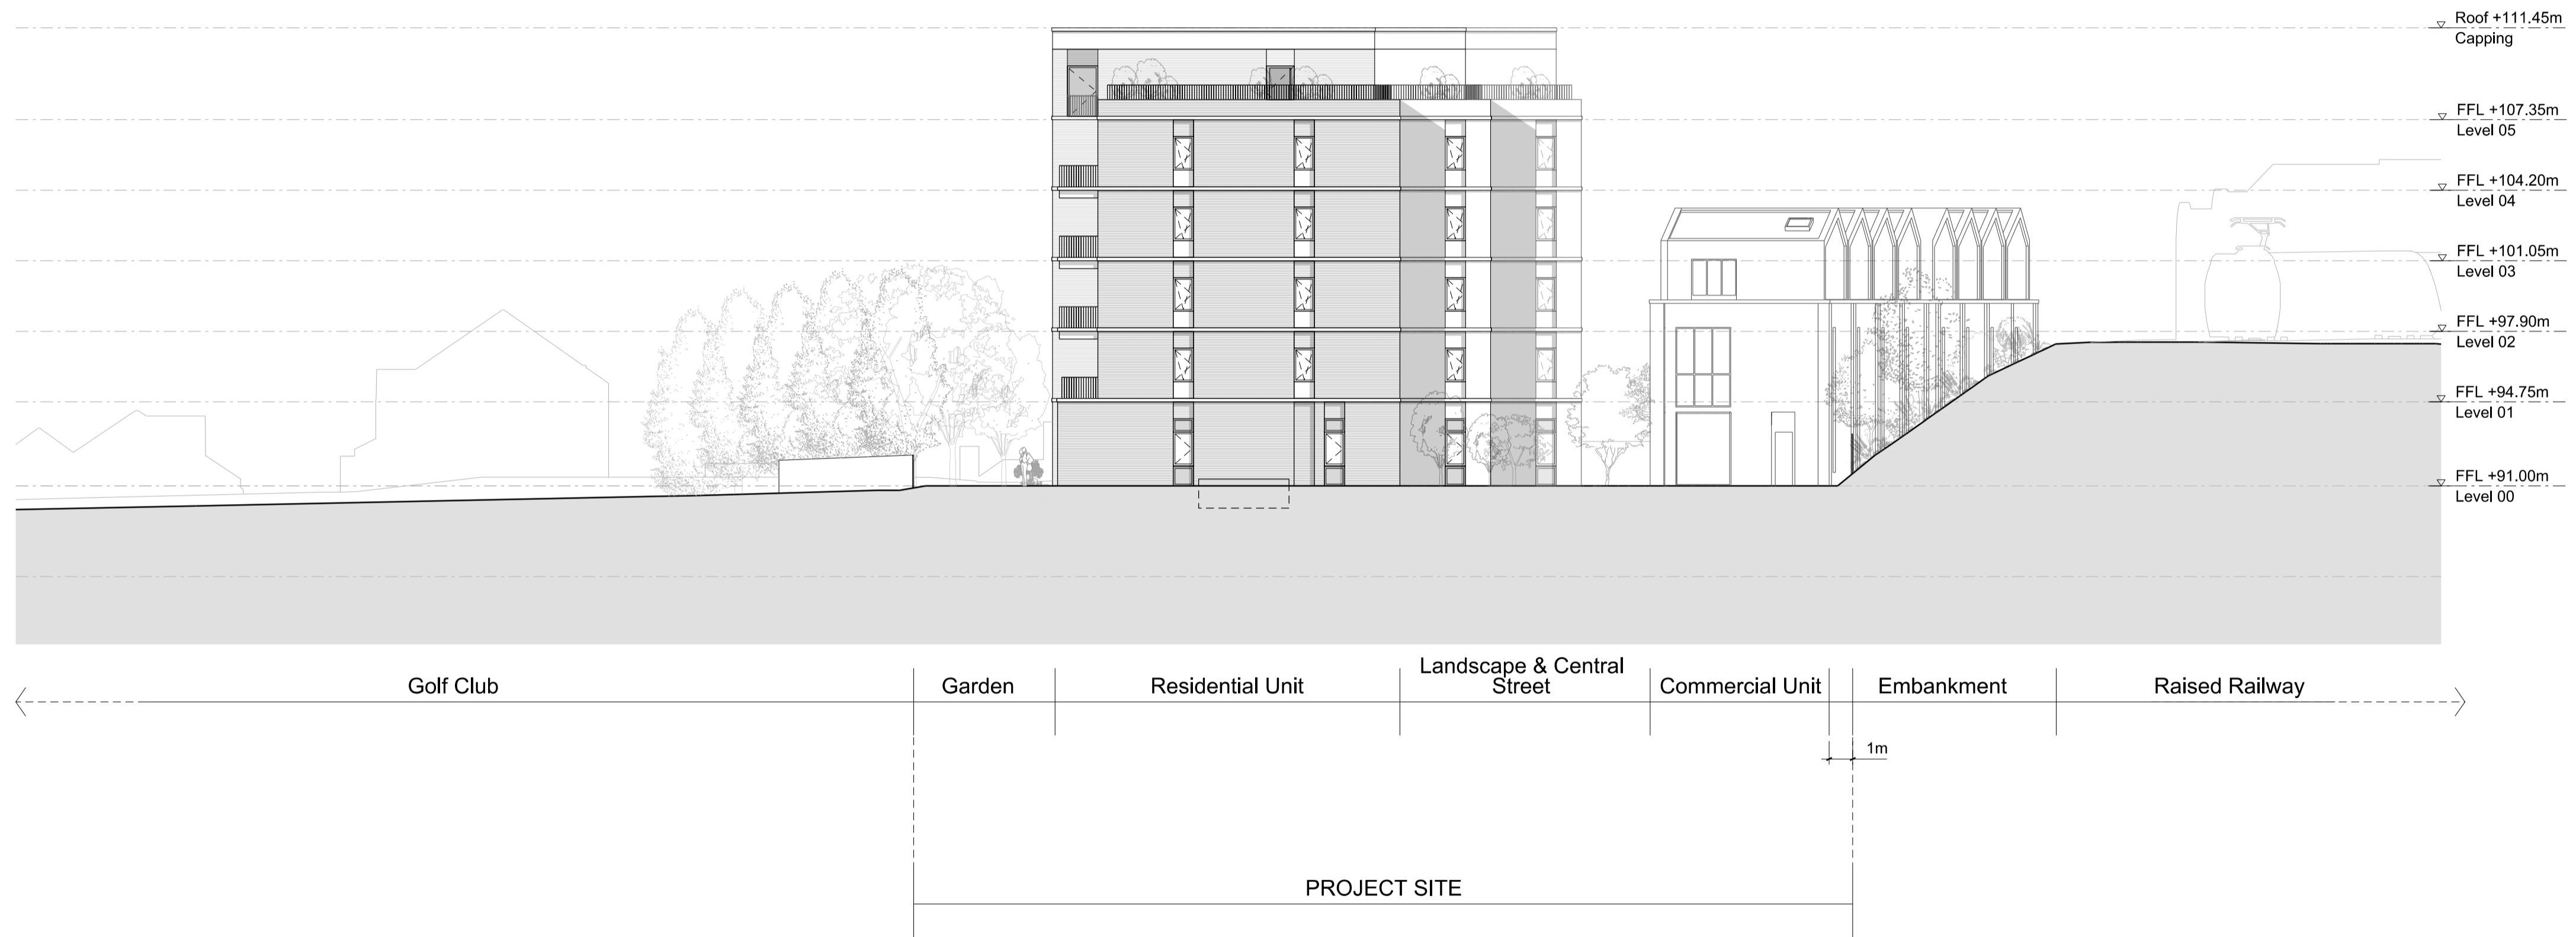 Roof +111.45m
Capping
FFL +107.35m
Level 05
FFL +104.20m
Level 04
FFL +101.05m
Level 03
FFL +97.90m
Level 02
FFL +94.75m
Level 01
FFL +91.00m
Level 00
Golf Club
Garden
Residential Unit
Landscape & Central
Street
Commercial Unit
Embankment
Raised Railway
1m
PROJECT SITE